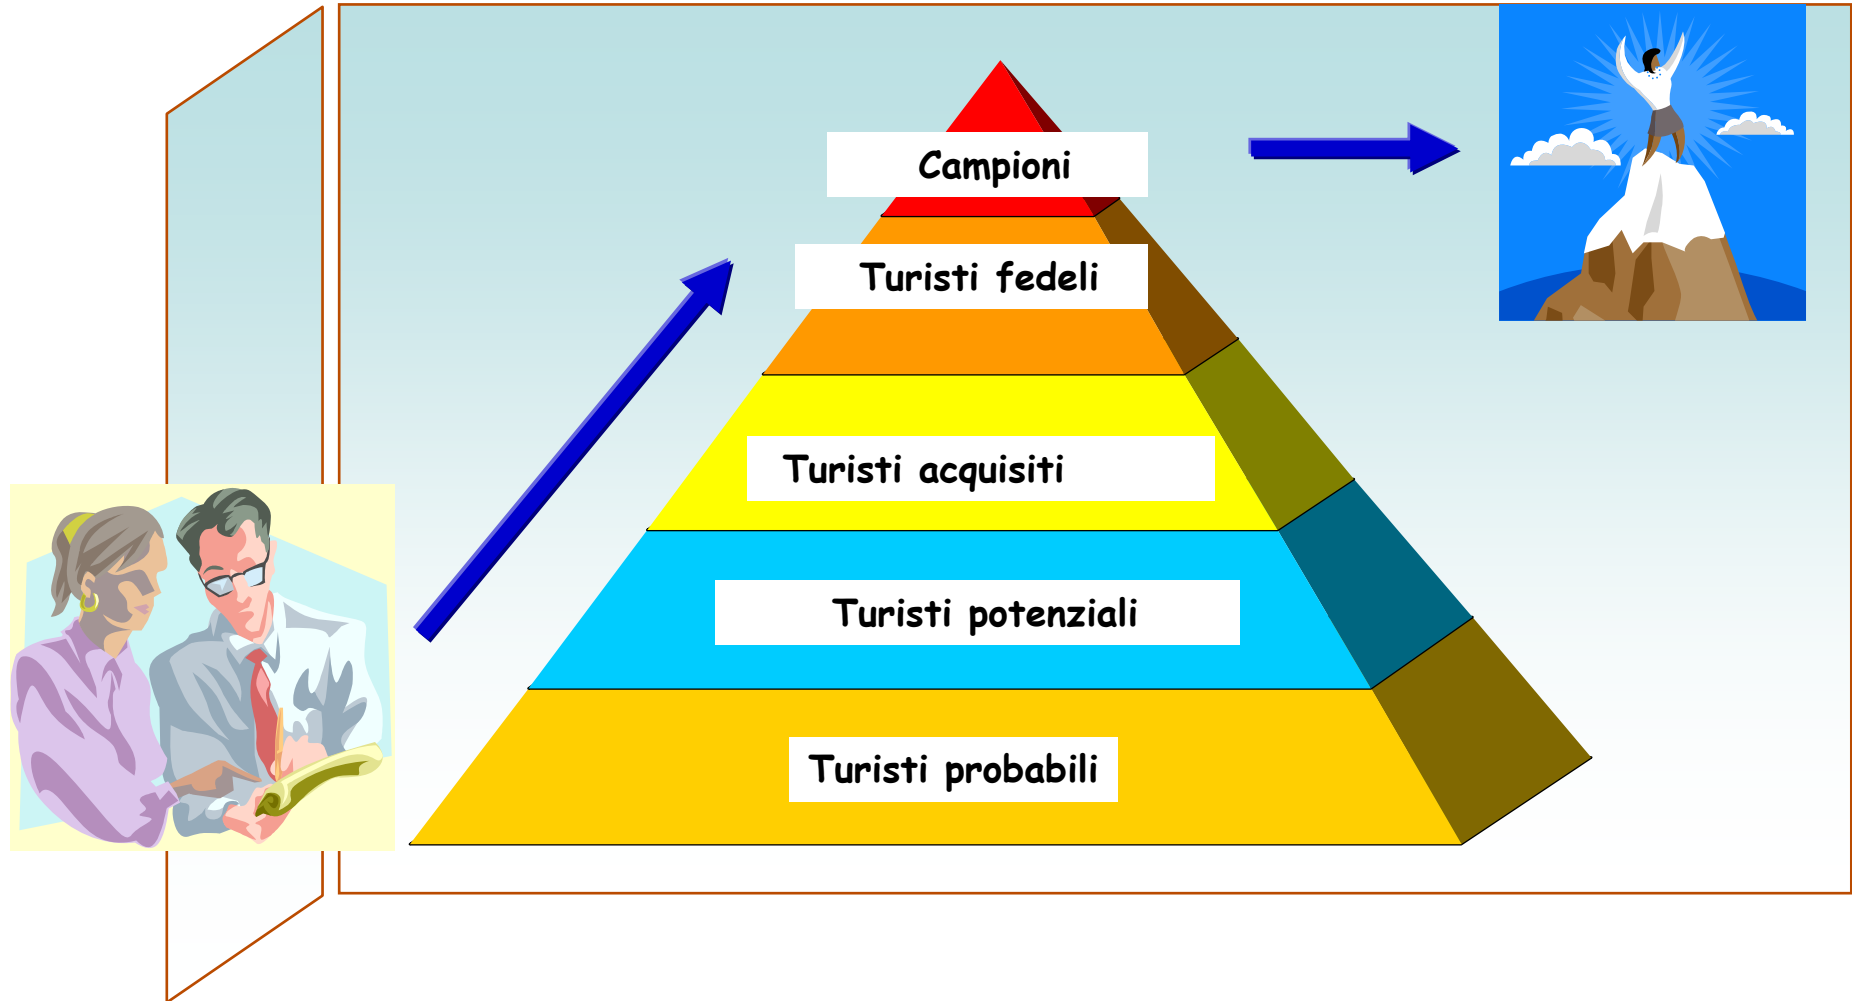 Campioni
Turisti fedeli
Turisti acquisiti
Turisti potenziali
Turisti probabili